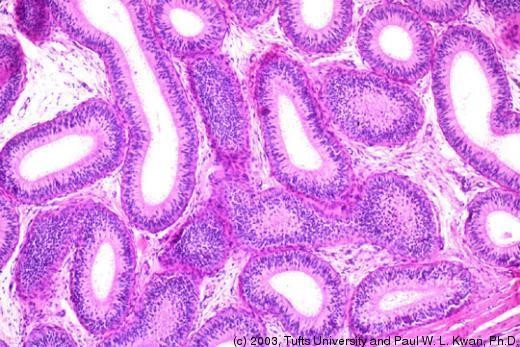 (c) 2003, Tufts University and Paul W. L. Kwan, Ph.D.